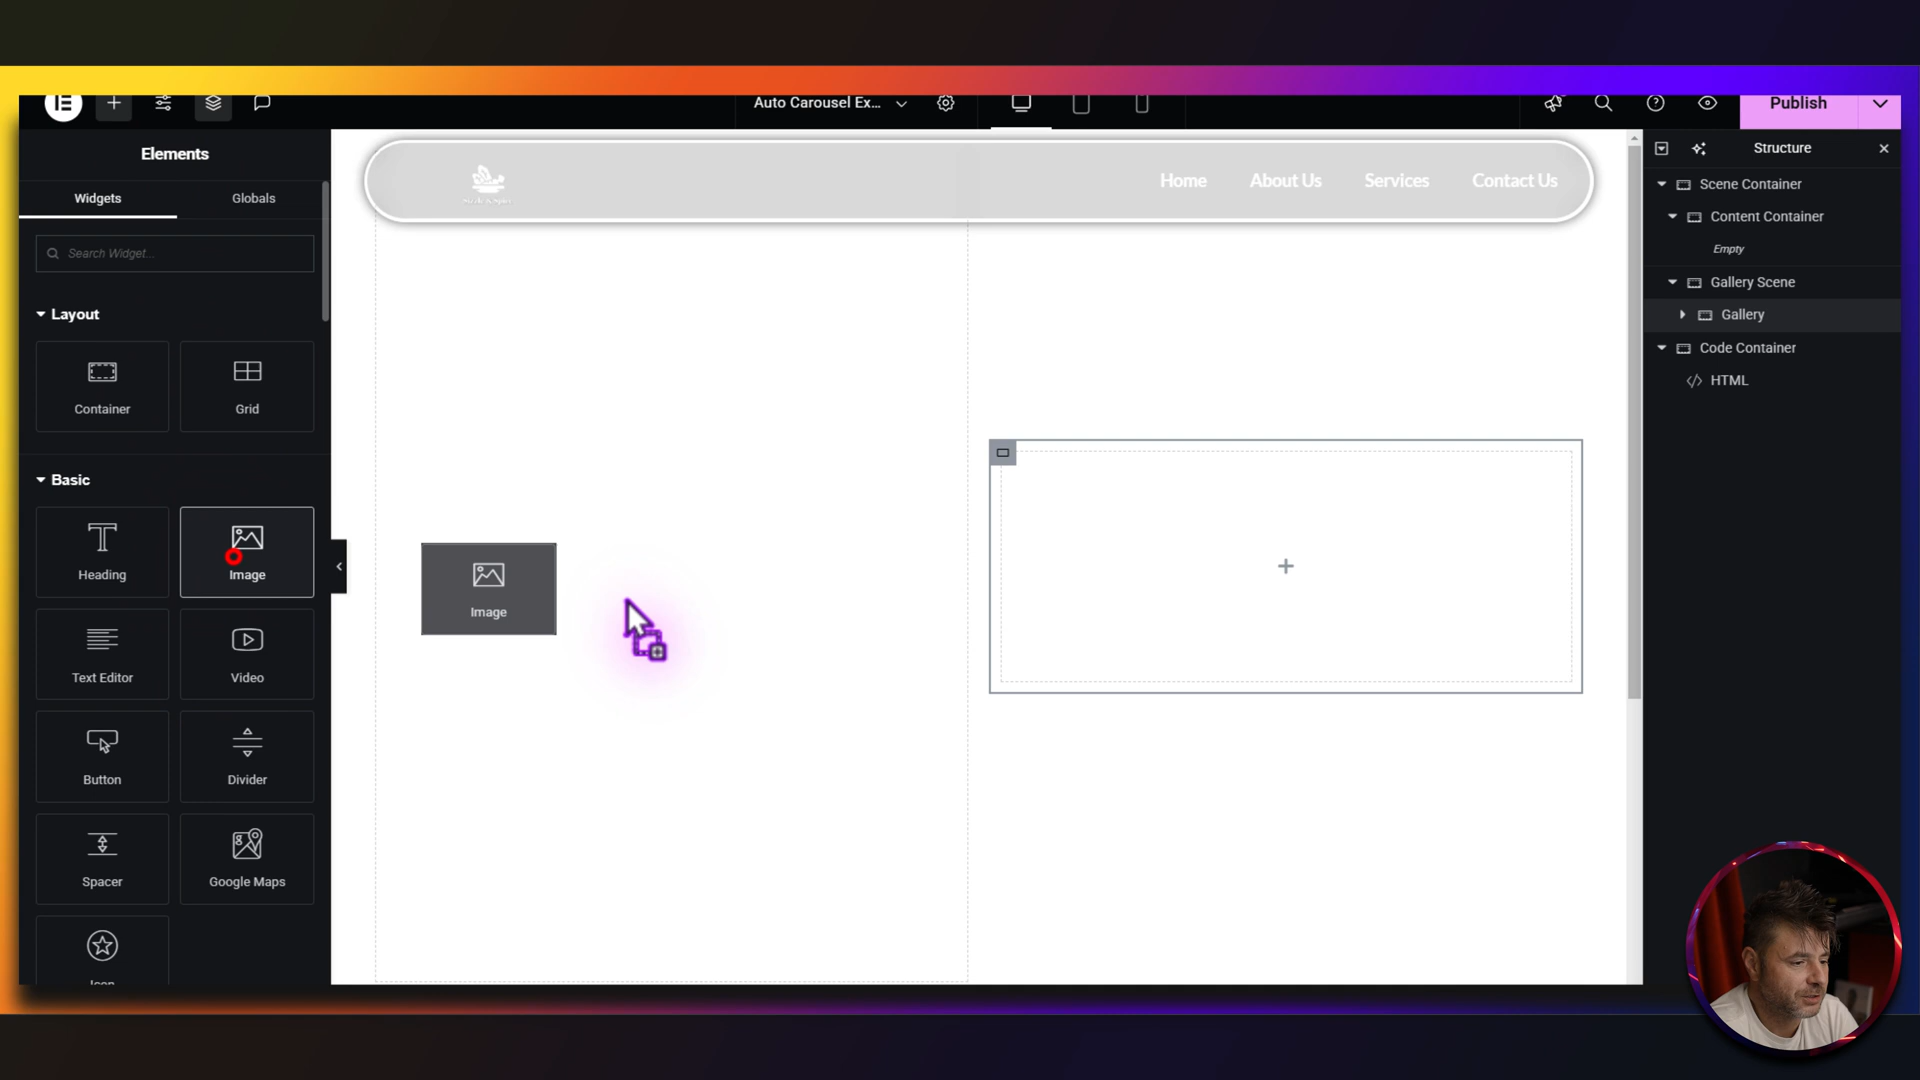 Auto Carousel Ex...
Publish
Elements
Widgets
Globals
Search Widget...
Layout
Container
Grid
Basic
Heading
Image
Text Editor
Video
Button
Divider
Spacer
Google Maps
Home
About Us
Services
Contact Us
Image
Structure
Scene Container
Content Container
Empty
Gallery Scene
Gallery
Code Container
HTML